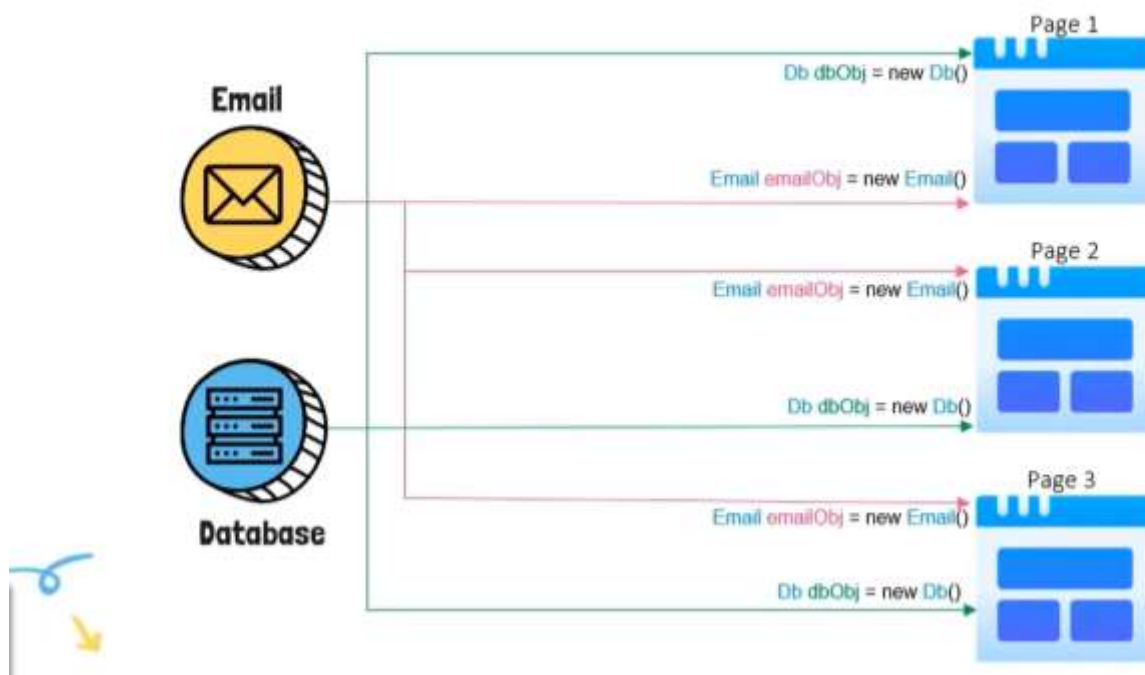 Page 1
Db dbObj = new Db()
Email
Email emailObj = new Email()
Page 2
Email emailObj = new Email()
Db dbObj = new Db()
Page 3
Database
Email emailObj = new Email()
Db dbObj = new Db()